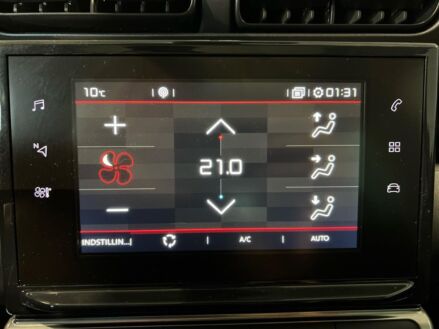 10°C 01:31
N
21.0
INDSTILLIN...| A/C AUTO